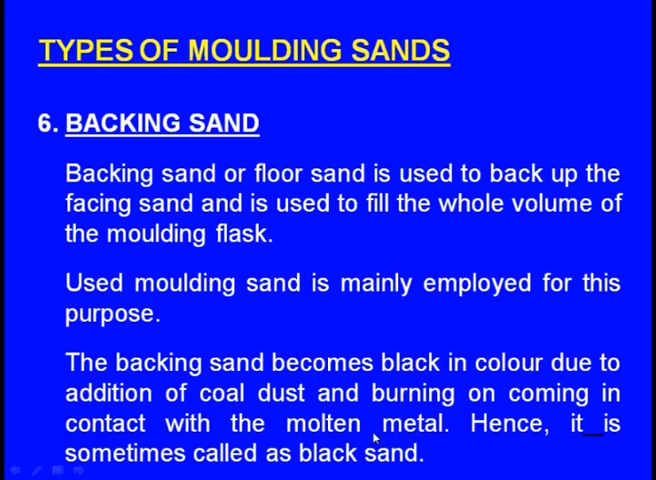 TYPES OF MOULDING SANDS
6. BACKING SAND
Backing sand or floor sand is used to back up the
facing sand and is used to fill the whole volume of
the moulding flask.
Used moulding sand is mainly employed for this
purpose.
The backing sand becomes black in colour due to
addition of coal dust and burning on coming in
contact with the molten metal. Hence, it is
sometimes called as black sand.